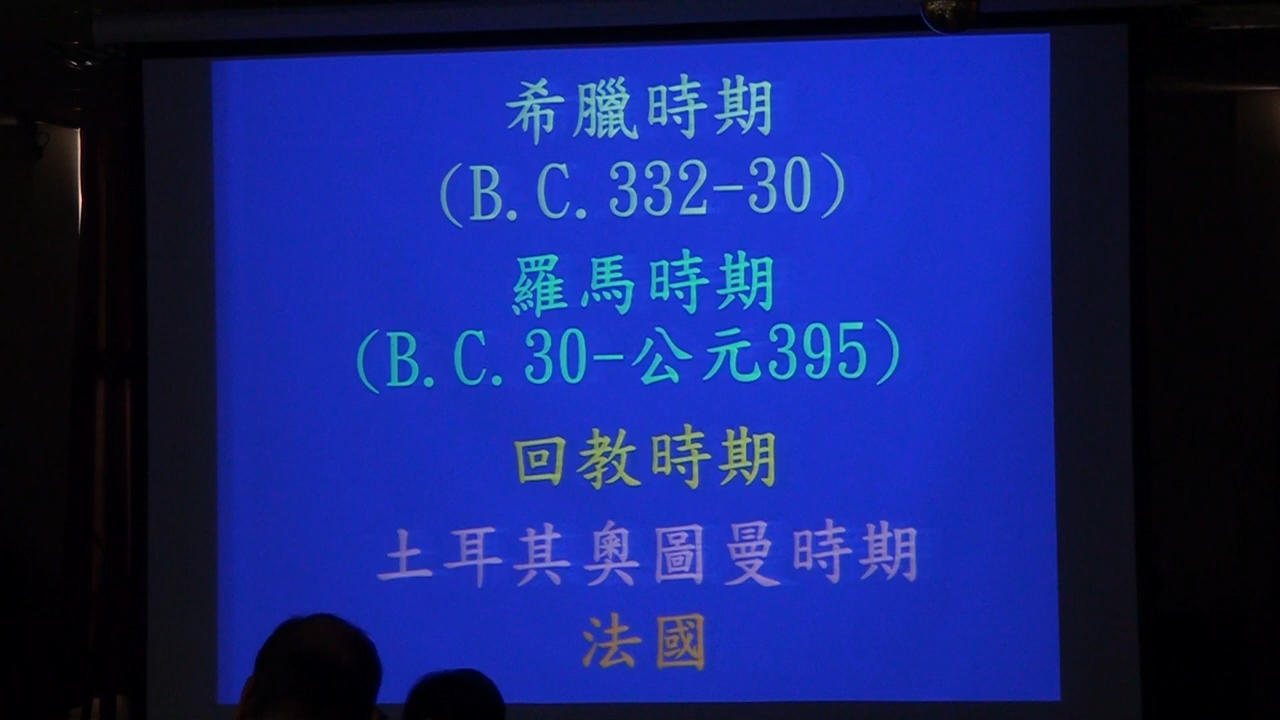 希臘時期
(B.C.332-30)
羅馬時期
(B.C.30-公元395)
回教時期
土耳其奧圖曼時期
法國